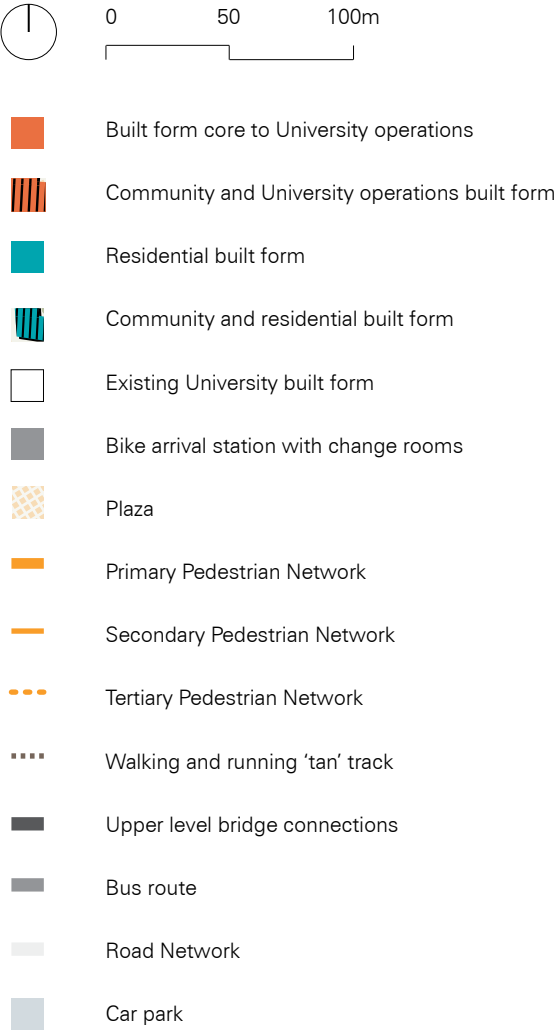 0 50 100m
Built form core to University operations
Community and University operations built form
Residential built form
Community and residential built form
Existing University built form
Bike arrival station with change rooms
Plaza
Primary Pedestrian Network
Secondary Pedestrian Network
Tertiary Pedestrian Network
Walking and running ‘tan’ track
Upper level bridge connections
Bus route
Road Network
Car park